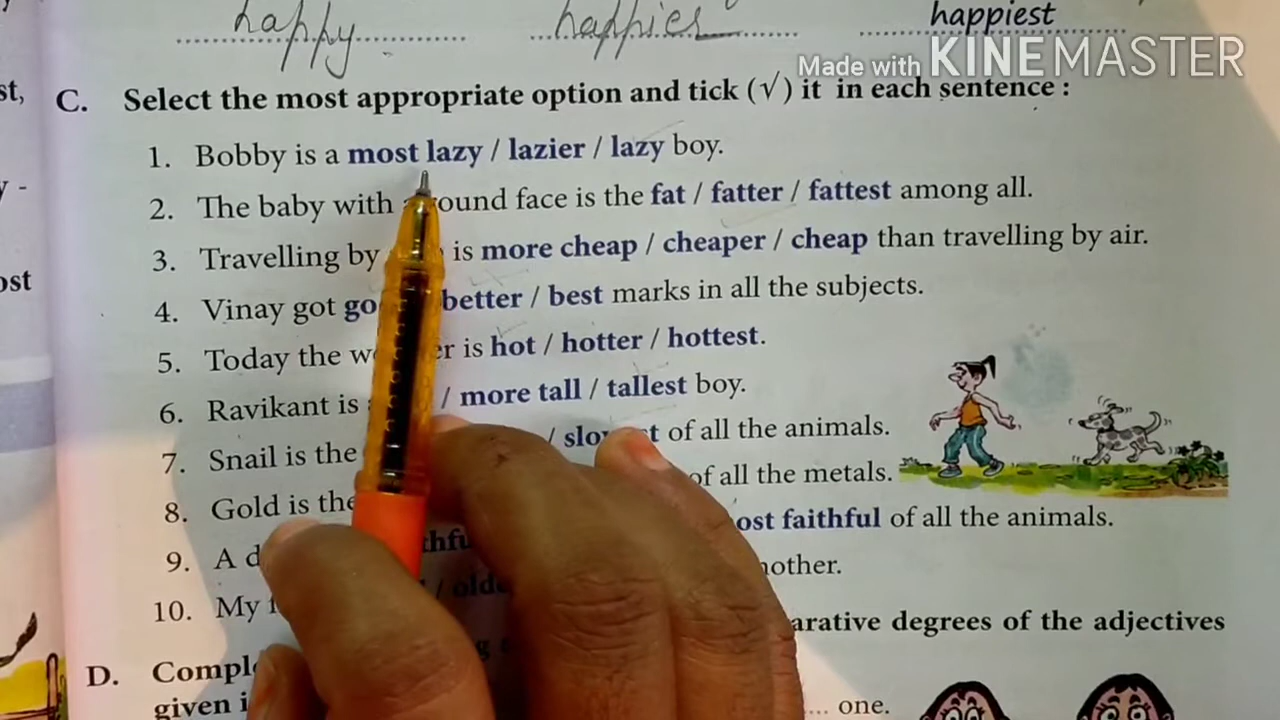 happy happier happiest
Made with KINEMASTER
st,
C. Select the most appropriate option and tick (√) it in each sentence :
1. Bobby is a most lazy / lazier / lazy boy.
2. The baby with round face is the fat / fatter / fattest among all.
3. Travelling by is more cheap / cheaper / cheap than travelling by air.
4. Vinay got better / best marks in all the subjects.
ost
5. Today the is hot / hotter / hottest.
6. Ravikant is / more tall / tallest boy.
7. Snail is the / of all the animals.
8. Gold is the of all the metals.
9. A faithful of all the animals.
10. My /
D. arative degrees of the adjectives
given one.